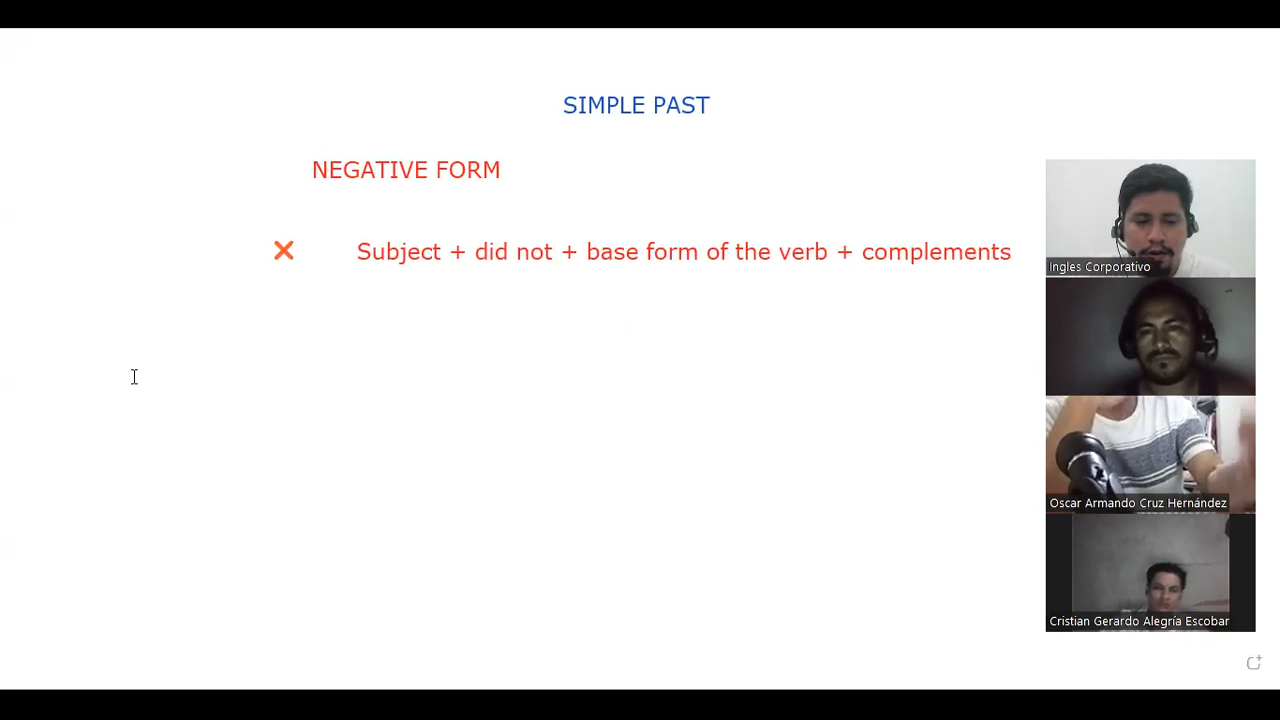 SIMPLE PAST
NEGATIVE FORM
❌ Subject + did not + base form of the verb + complements
Ingles Corporativo
Oscar Armando Cruz Hernández
Cristian Gerardo Alegría Escobar